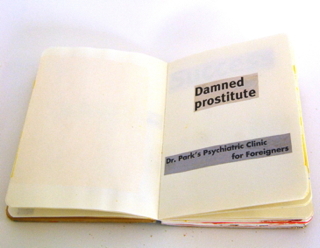 Damned
prostitute
Dr. Park's Psychiatric Clinic
for Foreigners